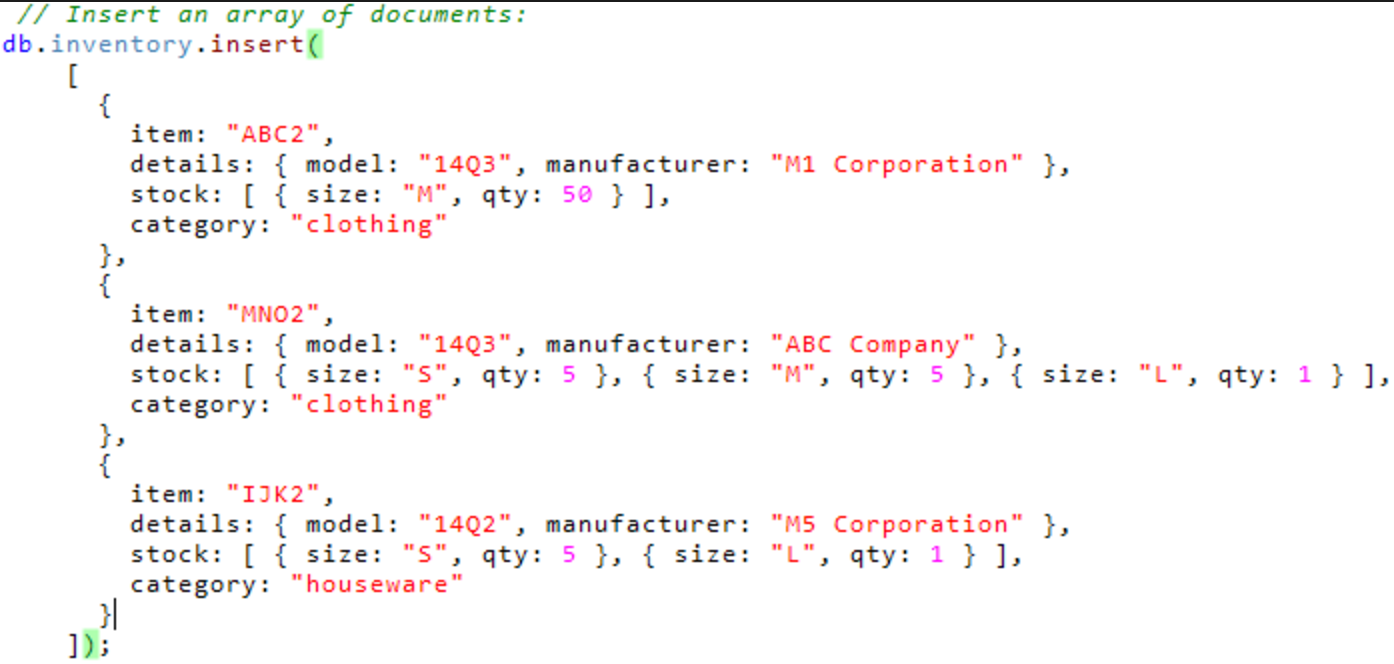 // Insert an array of documents:
db.inventory.insert(
[
{
item: "ABC2",
details: { model: "14Q3", manufacturer: "M1 Corporation" },
stock: [ { size: "M", qty: 50 } ],
category: "clothing"
},
{
item: "MNO2",
details: { model: "14Q3", manufacturer: "ABC Company" },
stock: [ { size: "S", qty: 5 }, { size: "M", qty: 5 }, { size: "L", qty: 1 } ],
category: "clothing"
},
{
item: "IJK2",
details: { model: "14Q2", manufacturer: "M5 Corporation" },
stock: [ { size: "S", qty: 5 }, { size: "L", qty: 1 } ],
category: "houseware"
}
]);